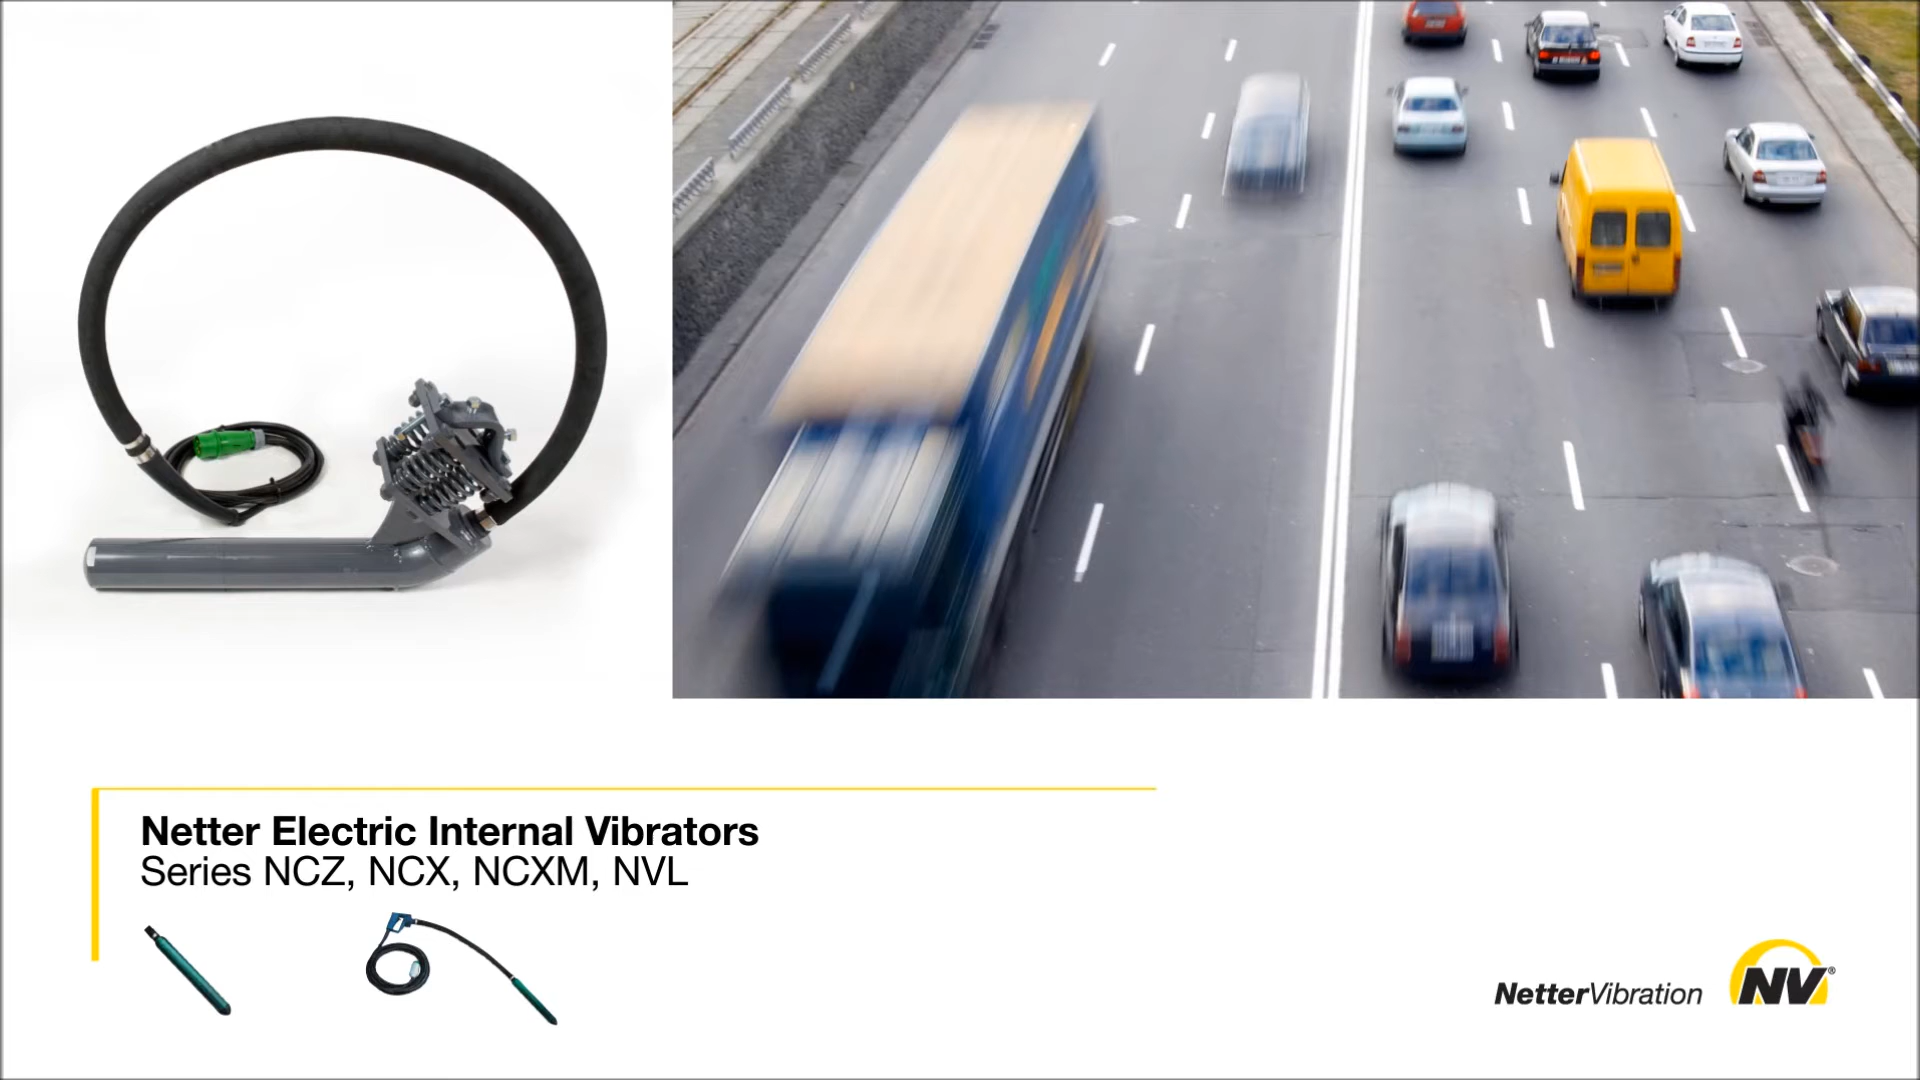 Netter Electric Internal Vibrators
Series NCZ, NCX, NCXM, NVL
NetterVibration
NV®